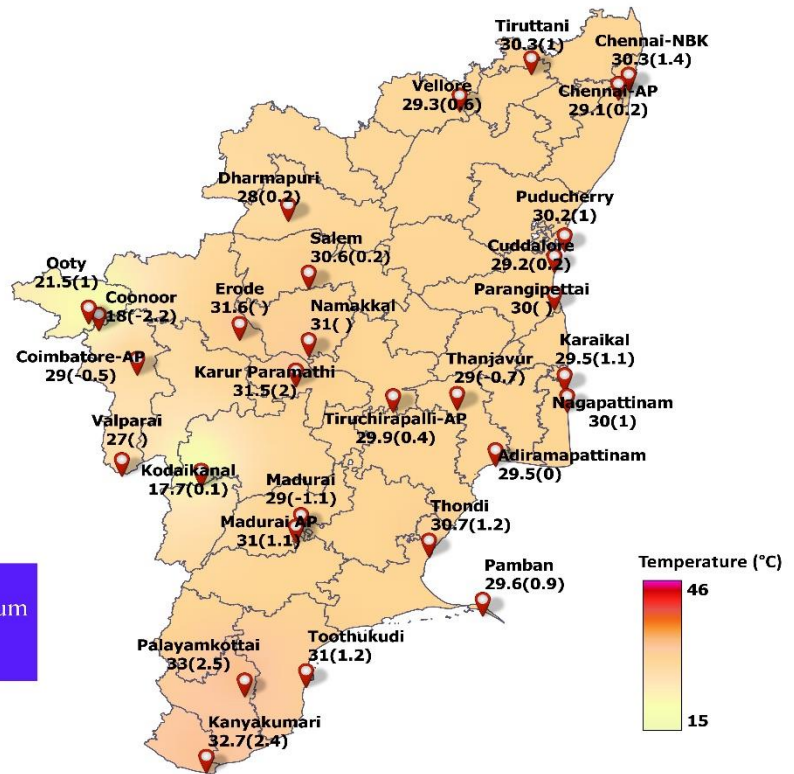 Tiruttani
30.3(1)
Chennai-NBK
30.3(1.4)
Vellore
29.3(0.6)
Chennai-AP
29.1(0.2)
Dharmapuri
28(0.2)
Puducherry
30.2(1)
Salem
30.6(0.2)
Cuddalore
29.2(0.2)
Ooty
21.5(1)
Coonoor
18(-2.2)
Erode
31.6( )
Namakkal
31( )
Parangipettai
30( )
Karaikal
29.5(1.1)
Coimbatore-AP
29(-0.5)
Karur Paramathi
31.5(2)
Thanjavur
29(-0.7)
Nagapattinam
30(1)
Tiruchirapalli-AP
29.9(0.4)
Valparai
27( )
Kodaikanal
17.7(0.1)
Adiramapattinam
29.5(0)
Madurai
29(-1.1)
Madurai AP
31(1.1)
Thondi
30.7(1.2)
Pamban
29.6(0.9)
Temperature (°C)
46
15
um
Palayamkottai
33(2.5)
Toothukudi
31(1.2)
Kanyakumari
32.7(2.4)